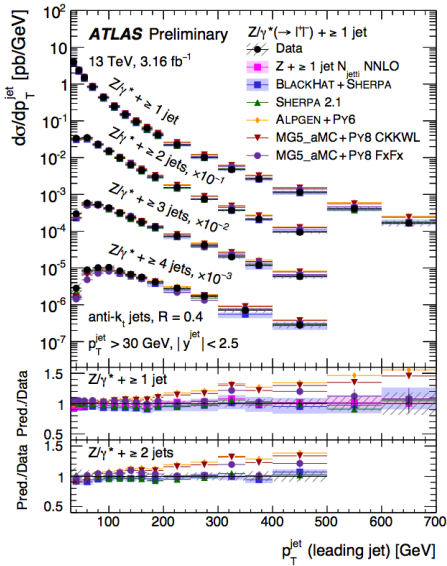 ATLAS Preliminary
13 TeV, 3.16 fb⁻¹
Z/γ*(→ l⁺l⁻) + ≥ 1 jet
Data
Z + ≥ 1 jet N_jetti NNLO
BLACKHAT + SHERPA
SHERPA 2.1
ALPGEN + PY6
MG5_aMC + PY8 CKKWL
MG5_aMC + PY8 FxFx
dσ/dp_T^jet [pb/GeV]
10⁴
10³
10²
10
1
10⁻¹
10⁻²
10⁻³
10⁻⁴
10⁻⁵
10⁻⁶
10⁻⁷
Z/γ* + ≥ 1 jet
Z/γ* + ≥ 2 jets, ×10⁻¹
Z/γ* + ≥ 3 jets, ×10⁻²
Z/γ* + ≥ 4 jets, ×10⁻³
anti-k_t jets, R = 0.4
p_T^jet > 30 GeV, |y^jet| < 2.5
Pred./Data
1.5
1
0.5
Z/γ* + ≥ 1 jet
Pred./Data
1.5
1
0.5
Z/γ* + ≥ 2 jets
100 200 300 400 500 600 700
p_T^jet (leading jet) [GeV]